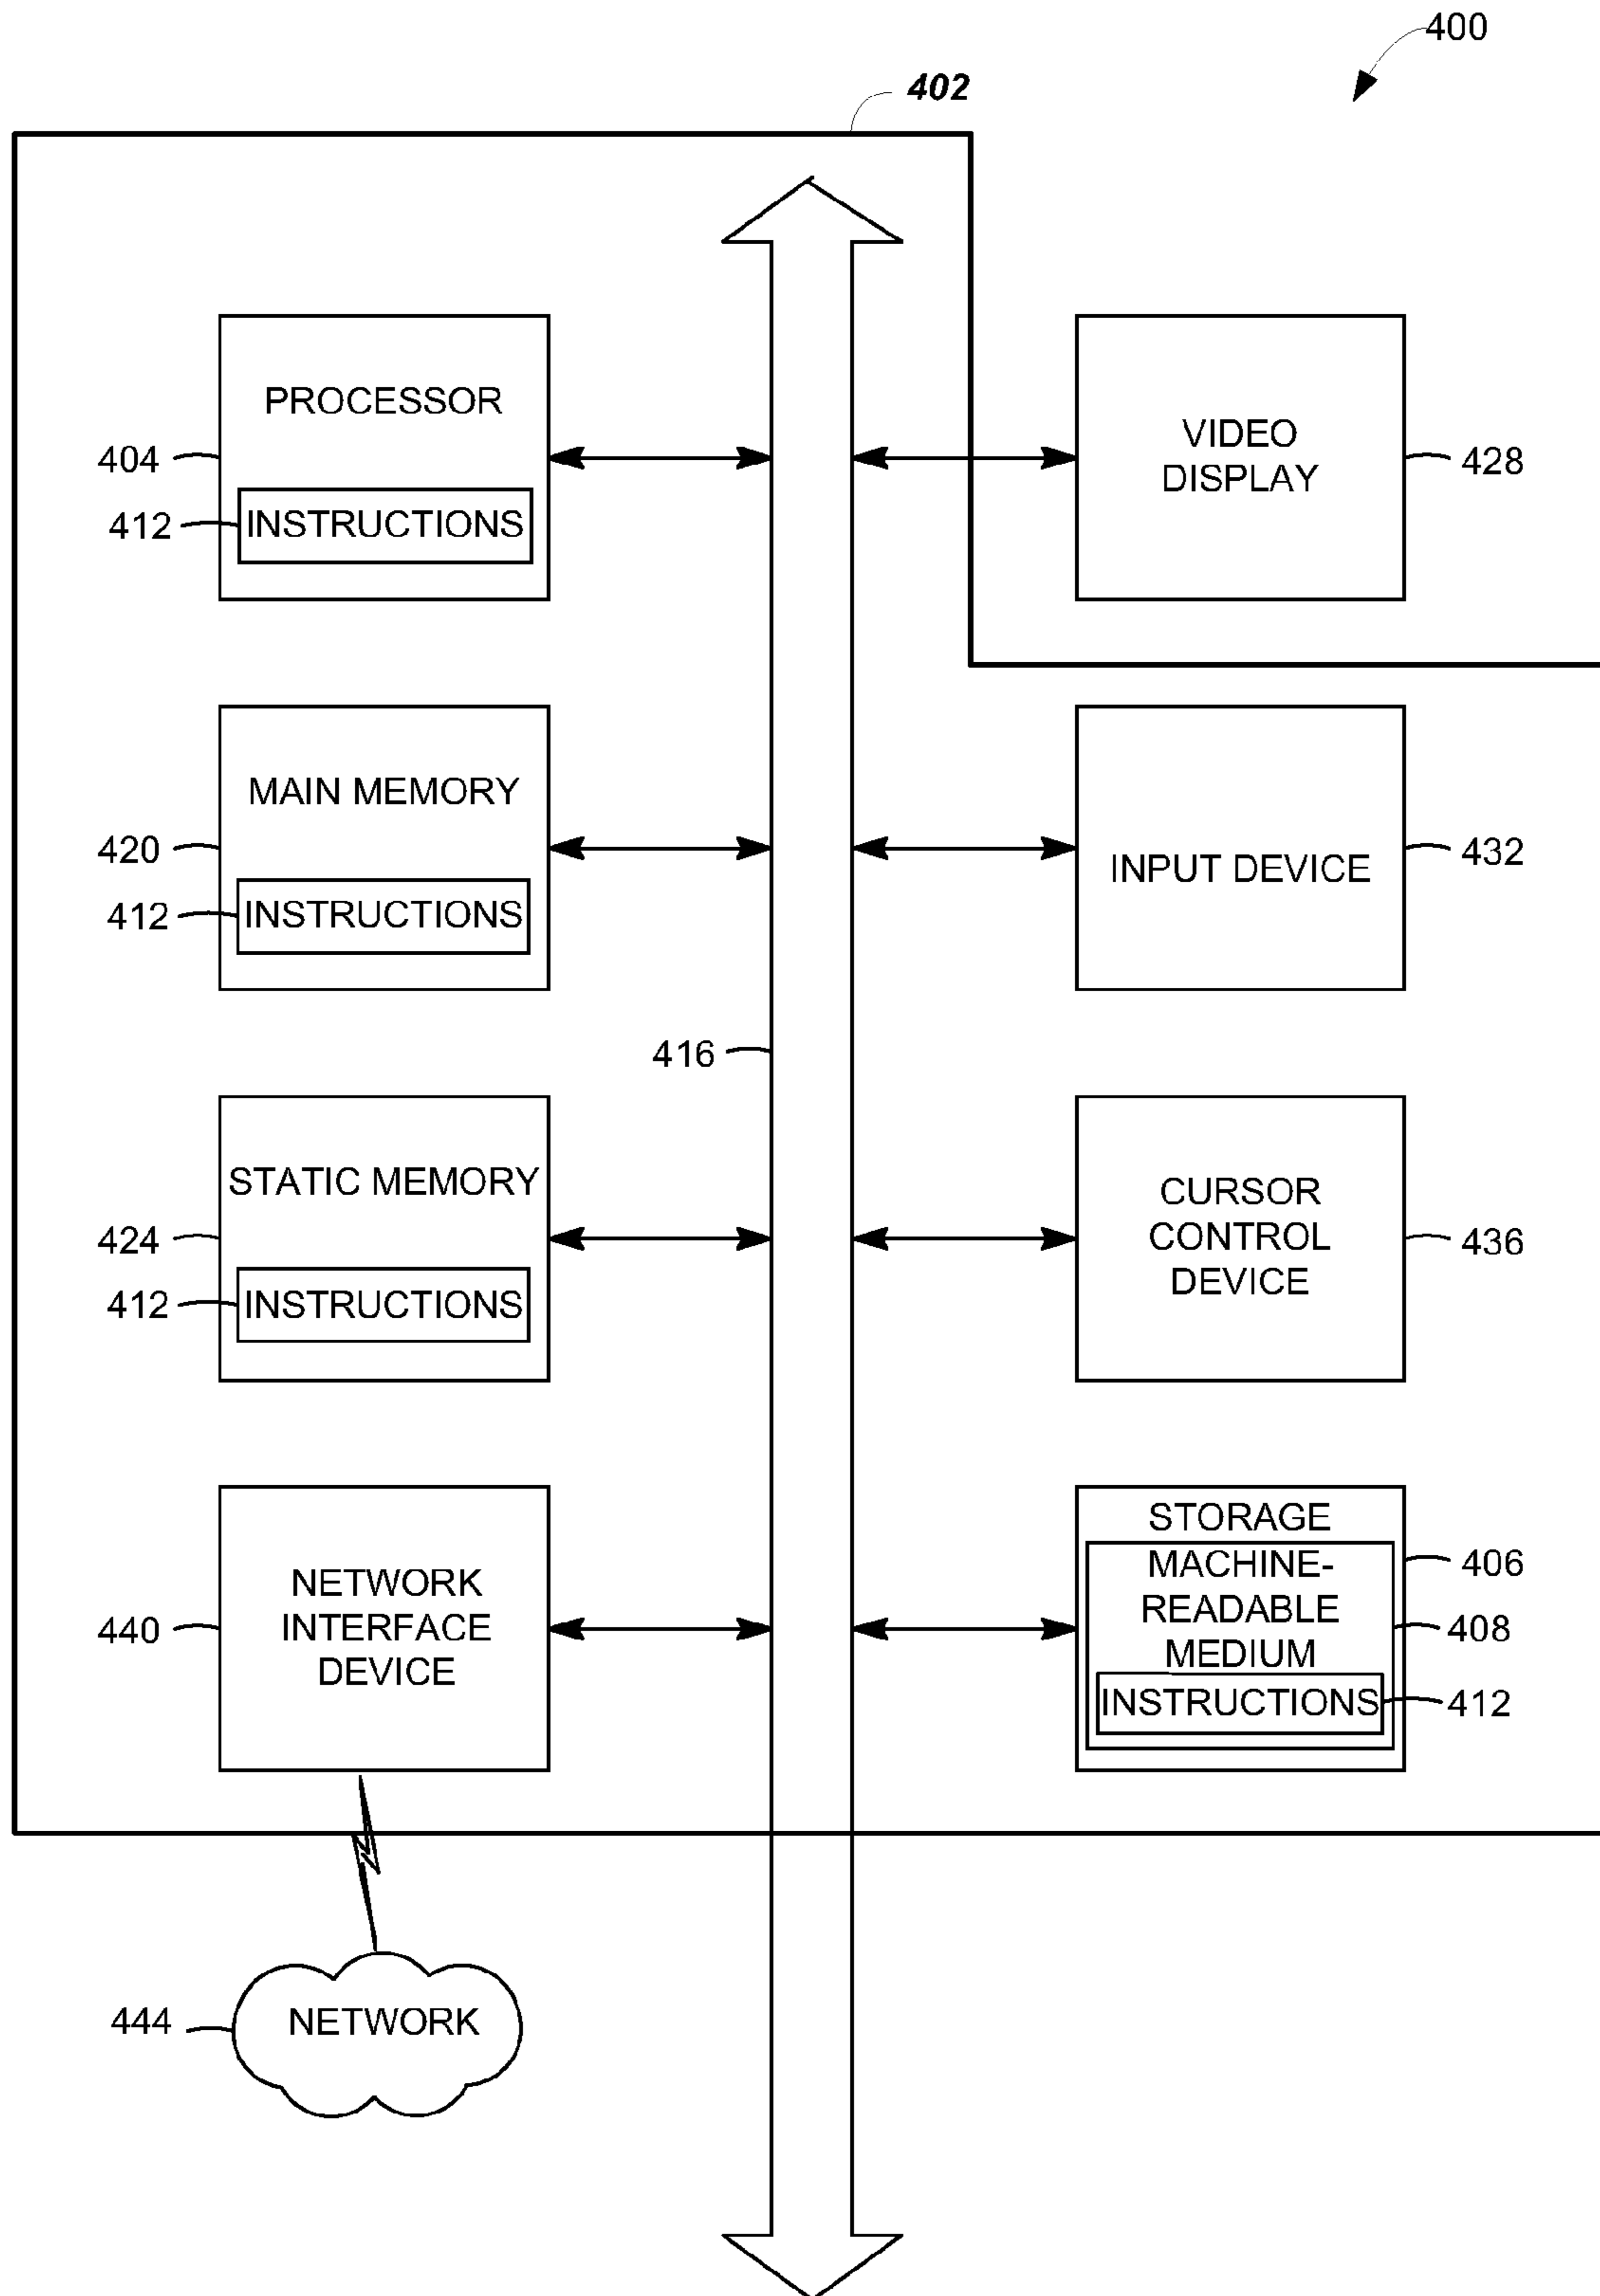 400
402
PROCESSOR
404
412
INSTRUCTIONS
VIDEO
DISPLAY
428
MAIN MEMORY
420
412
INSTRUCTIONS
INPUT DEVICE
432
416
STATIC MEMORY
424
412
INSTRUCTIONS
CURSOR
CONTROL
DEVICE
436
NETWORK
INTERFACE
DEVICE
440
STORAGE
MACHINE-
READABLE
MEDIUM
INSTRUCTIONS
406
408
412
444
NETWORK